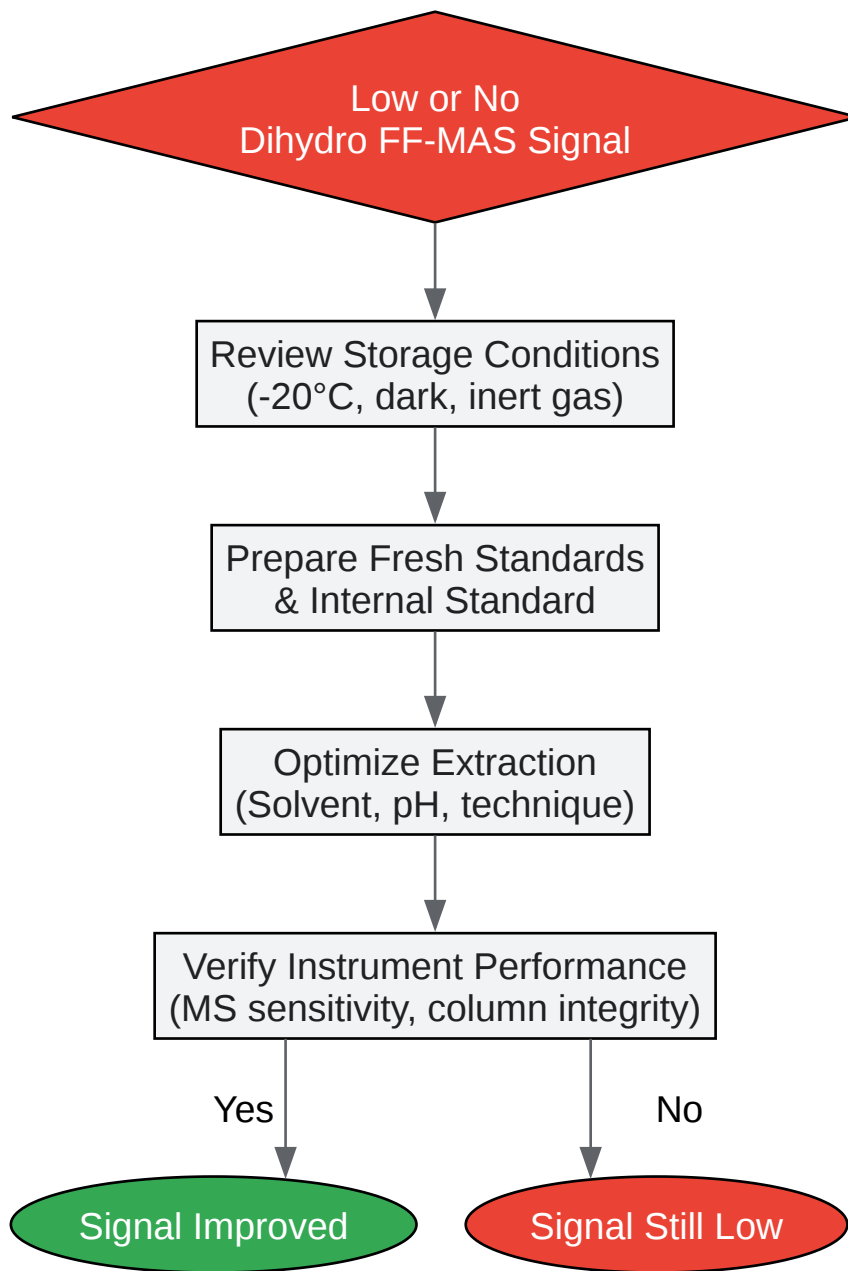 Low or No
Dihydro FF-MAS Signal
Review Storage Conditions
(-20°C, dark, inert gas)
Prepare Fresh Standards
& Internal Standard
Optimize Extraction
(Solvent, pH, technique)
Verify Instrument Performance
(MS sensitivity, column integrity)
Yes
No
Signal Improved
Signal Still Low